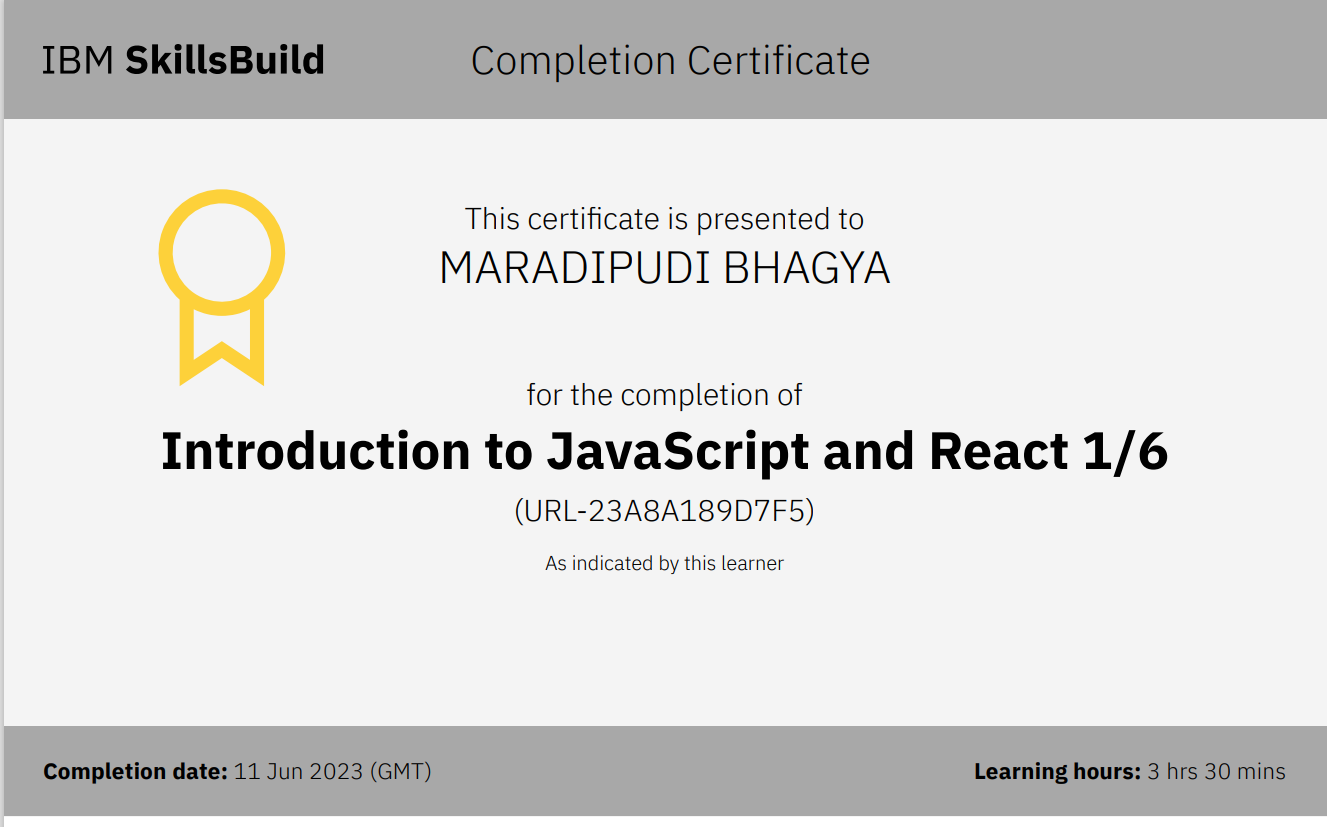 IBM SkillsBuild
Completion Certificate
This certificate is presented to
MARADIPUDI BHAGYA
for the completion of
Introduction to JavaScript and React 1/6
(URL-23A8A189D7F5)
As indicated by this learner
Completion date: 11 Jun 2023 (GMT)
Learning hours: 3 hrs 30 mins